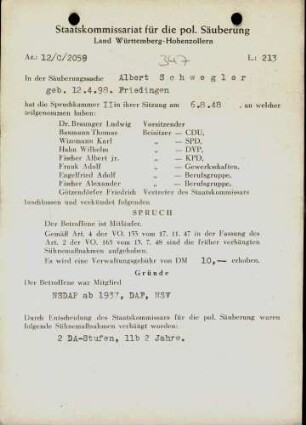 Staatskommissariat für die pol. Säuberung
Land Württemberg-Hohenzollern
Az.: 12/C/2059 347 L: 213
In der Säuberungssache Albert Schwegler
geb. 12.4.98. Friedingen
hat die Spruchkammer II in ihrer Sitzung am 6.8.48 , an welcher
teilgenommen haben:
Dr. Breunger Ludwig Vorsitzender
Baumann Thomas Beisitzer - CDU,
Wizemann Karl „ - SPD,
Hahn Wilhelm „ - DVP,
Fischer Albert jr. „ - KPD,
Frank Adolf „ - Gewerkschaften,
Engelfried Adolf „ - Berufsgruppe,
Fischer Alexander „ - Berufsgruppe,
Götzendörfer Friedrich Vertreter des Staatskommissars
beschlossen und verkündet folgenden
SPRUCH
Der Betroffene ist Mitläufer.
Gemäß Art. 4 der VO. 133 vom 17. 11. 47 in der Fassung des
Art. 2 der VO. 165 vom 13. 7. 48 sind die früher verhängten
Sühnemaßnahmen aufgehoben.
Es wird eine Verwaltungsgebühr von DM 10,— erhoben.
Gründe
Der Betroffene war Mitglied
NSDAP ab 1937, DAF, NSV
Durch Entscheidung des Staatskommissars für die pol. Säuberung waren
folgende Sühnemaßnahmen verhängt worden:
2 DA-Stufen, 11b 2 Jahre.